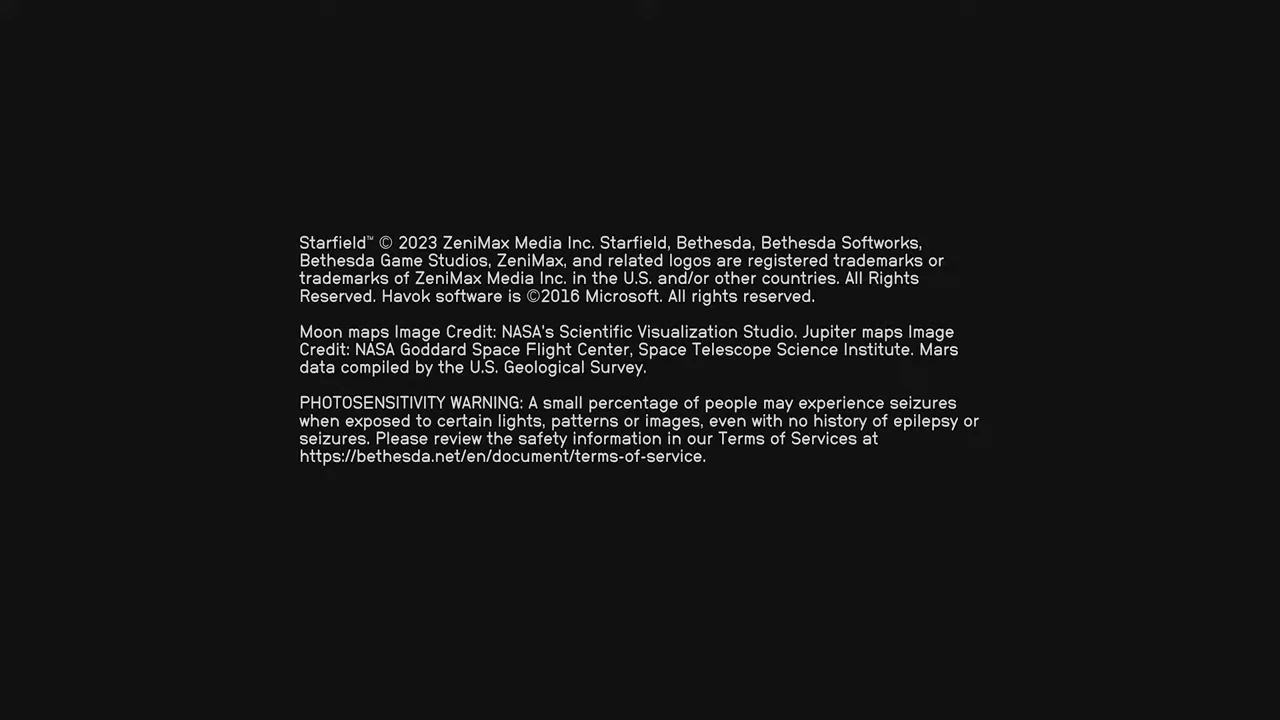 Starfield™ © 2023 ZeniMax Media Inc. Starfield, Bethesda, Bethesda Softworks,
Bethesda Game Studios, ZeniMax, and related logos are registered trademarks or
trademarks of ZeniMax Media Inc. in the U.S. and/or other countries. All Rights
Reserved. Havok software is ©2016 Microsoft. All rights reserved.
Moon maps Image Credit: NASA's Scientific Visualization Studio. Jupiter maps Image
Credit: NASA Goddard Space Flight Center, Space Telescope Science Institute. Mars
data compiled by the U.S. Geological Survey.
PHOTOSENSITIVITY WARNING: A small percentage of people may experience seizures
when exposed to certain lights, patterns or images, even with no history of epilepsy or
seizures. Please review the safety information in our Terms of Services at
https://bethesda.net/en/document/terms-of-service.